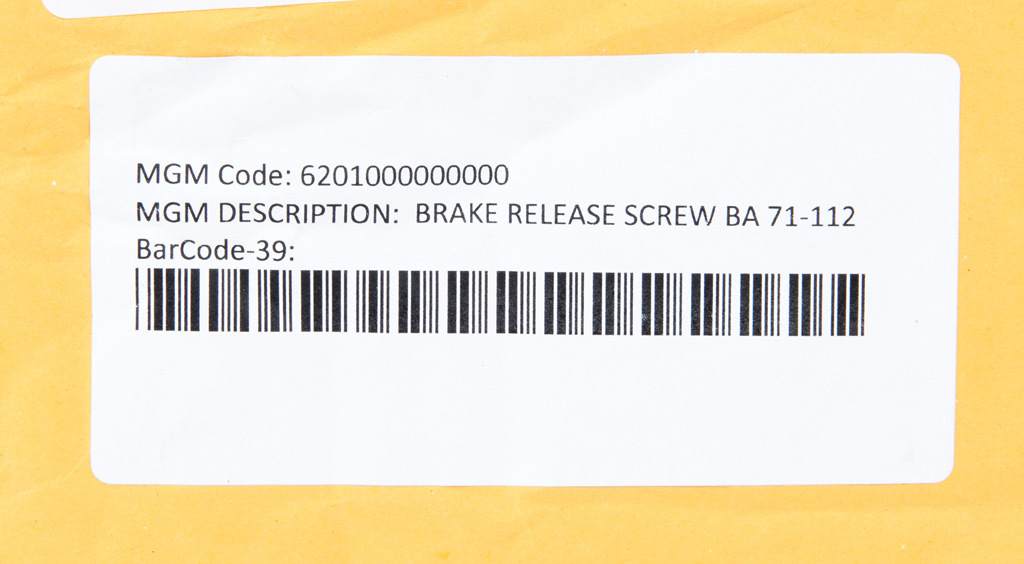 MGM Code: 6201000000000
MGM DESCRIPTION:  BRAKE RELEASE SCREW BA 71-112
BarCode-39: